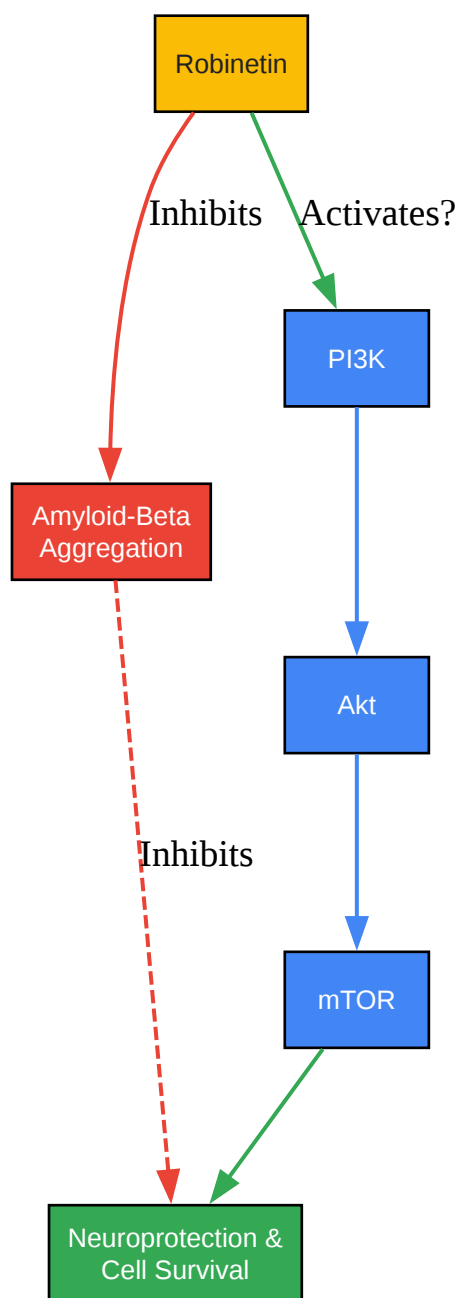 Robinetin
Inhibits
Activates?
PI3K
Amyloid-Beta
Aggregation
Akt
Inhibits
mTOR
Neuroprotection &
Cell Survival